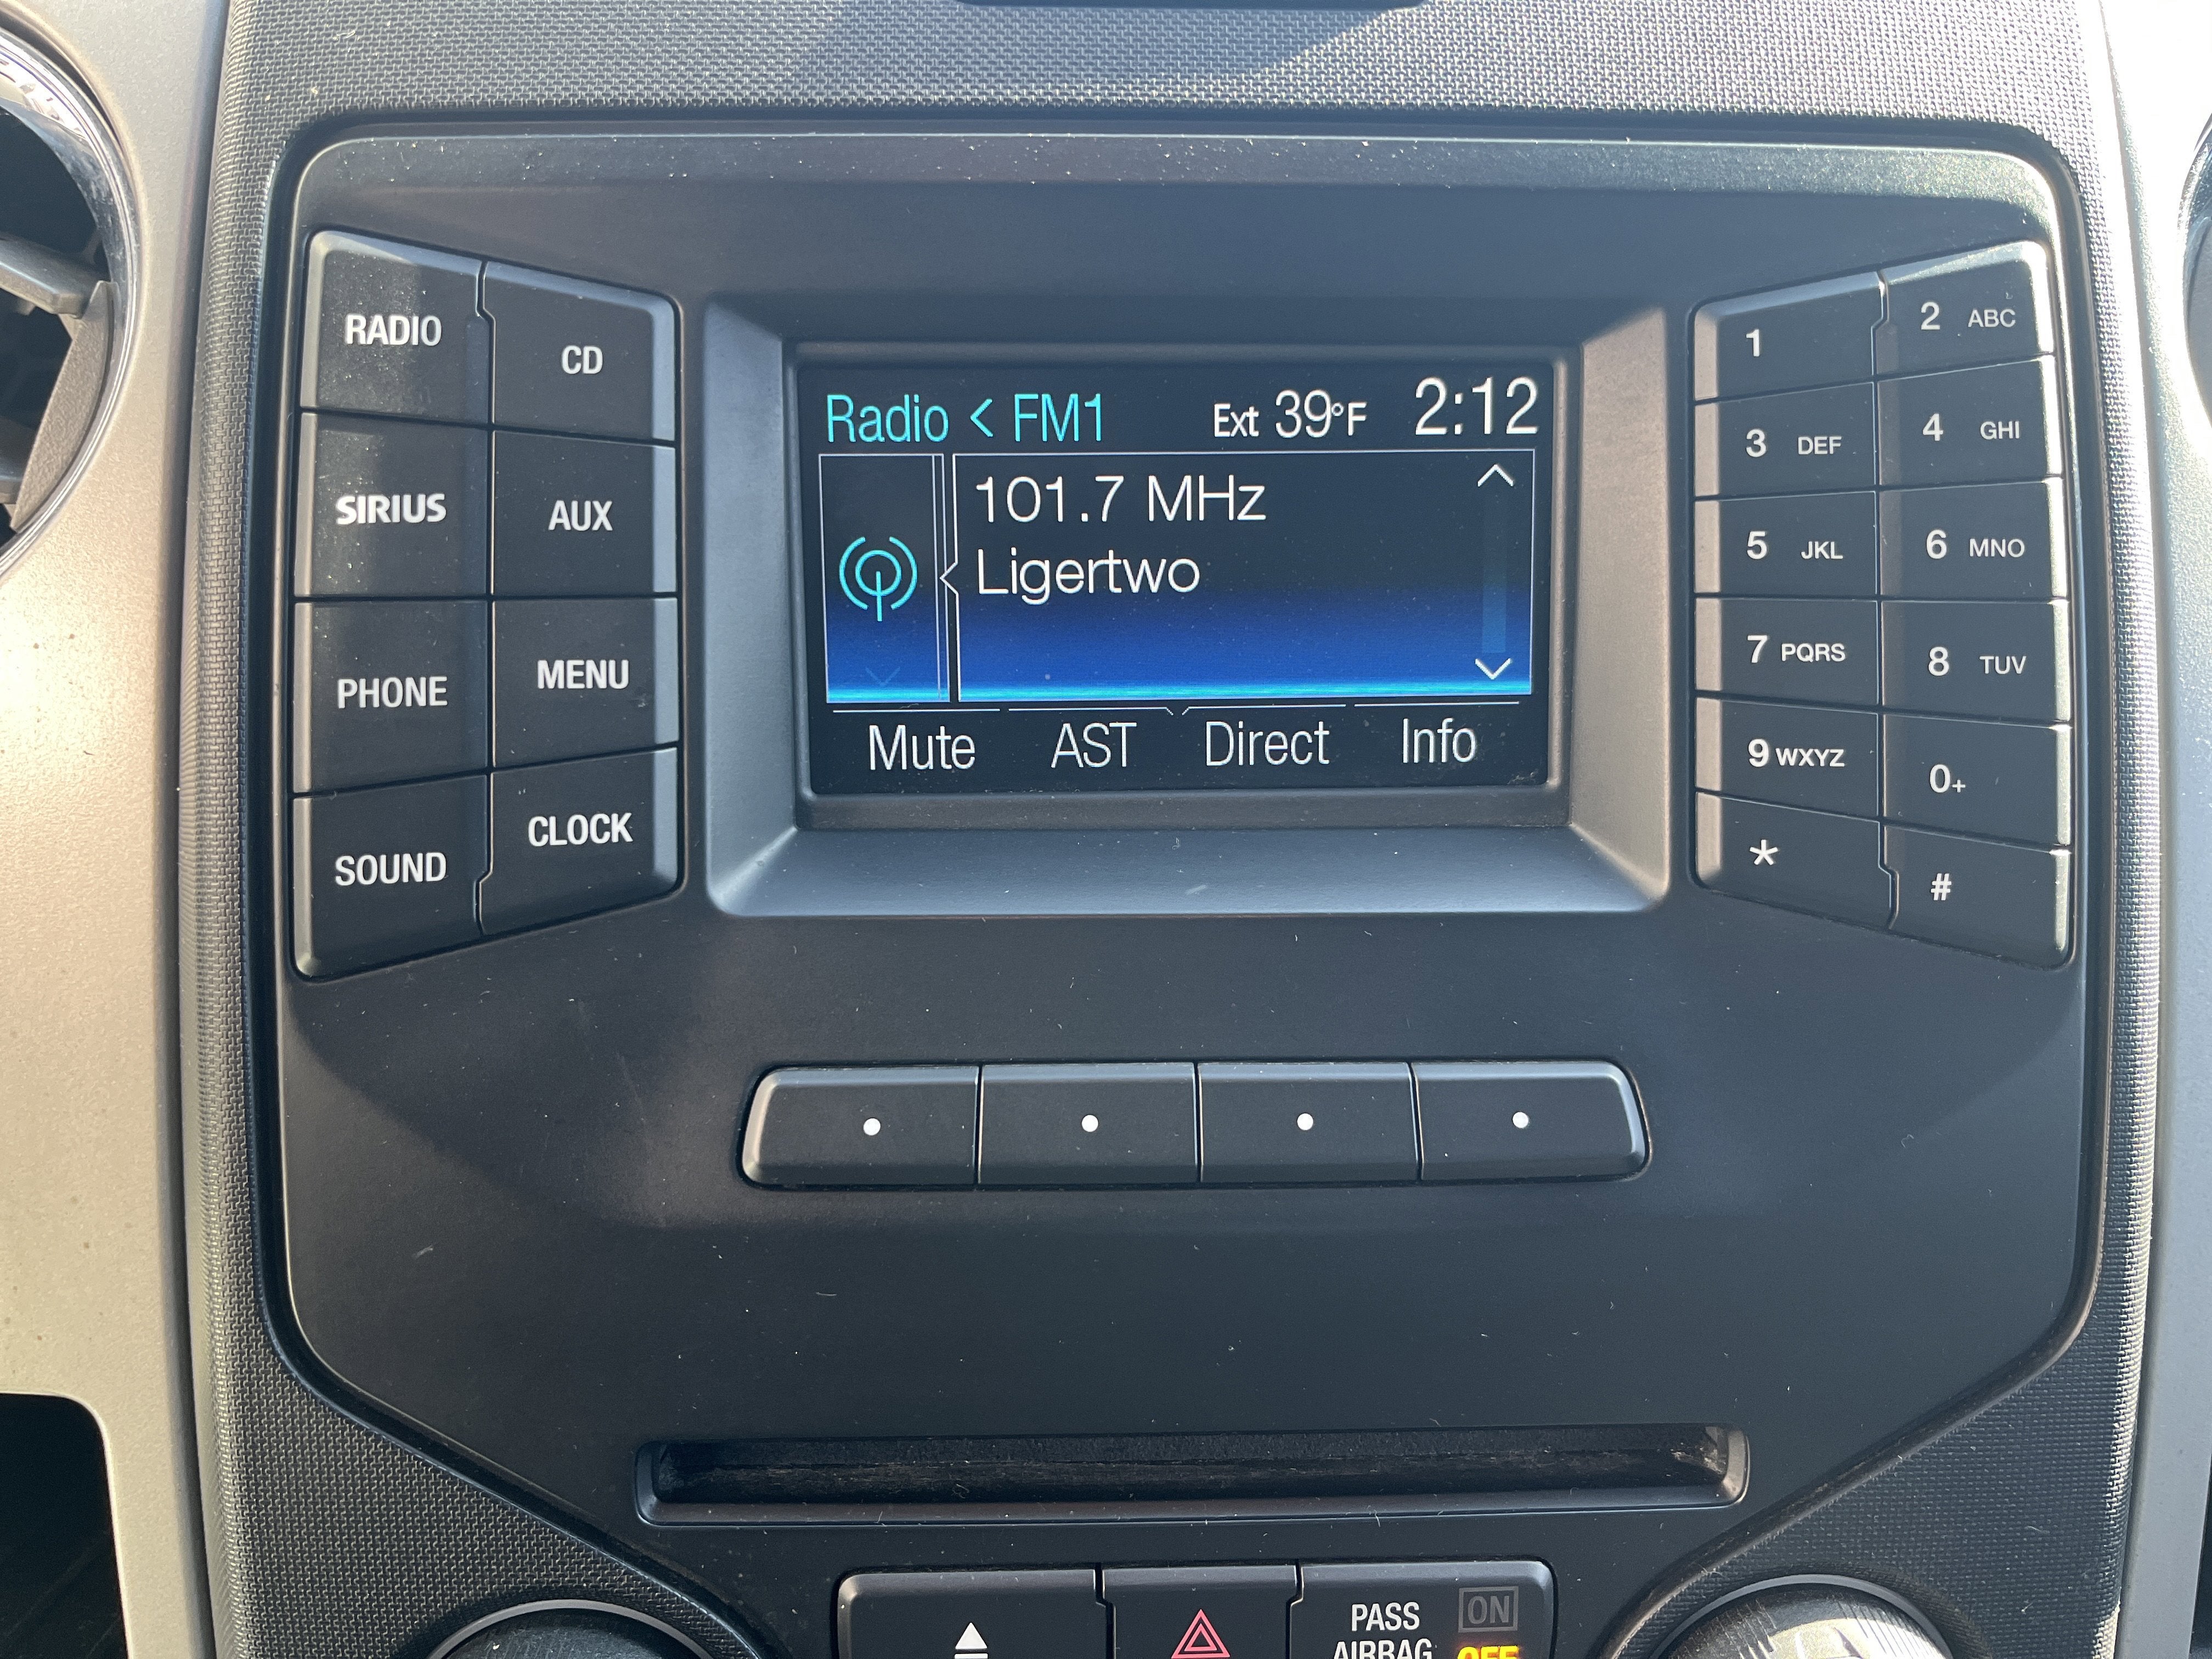 RADIO
CD
SIRIUS
AUX
PHONE
MENU
SOUND
CLOCK
Radio < FM1 Ext 39°F 2:12
101.7 MHz
Ligertwo
Mute AST Direct Info
1
2 ABC
3 DEF
4 GHI
5 JKL
6 MNO
7 PQRS
8 TUV
9 WXYZ
0+
*
#
PASS
AIRBAG
ON
OFF